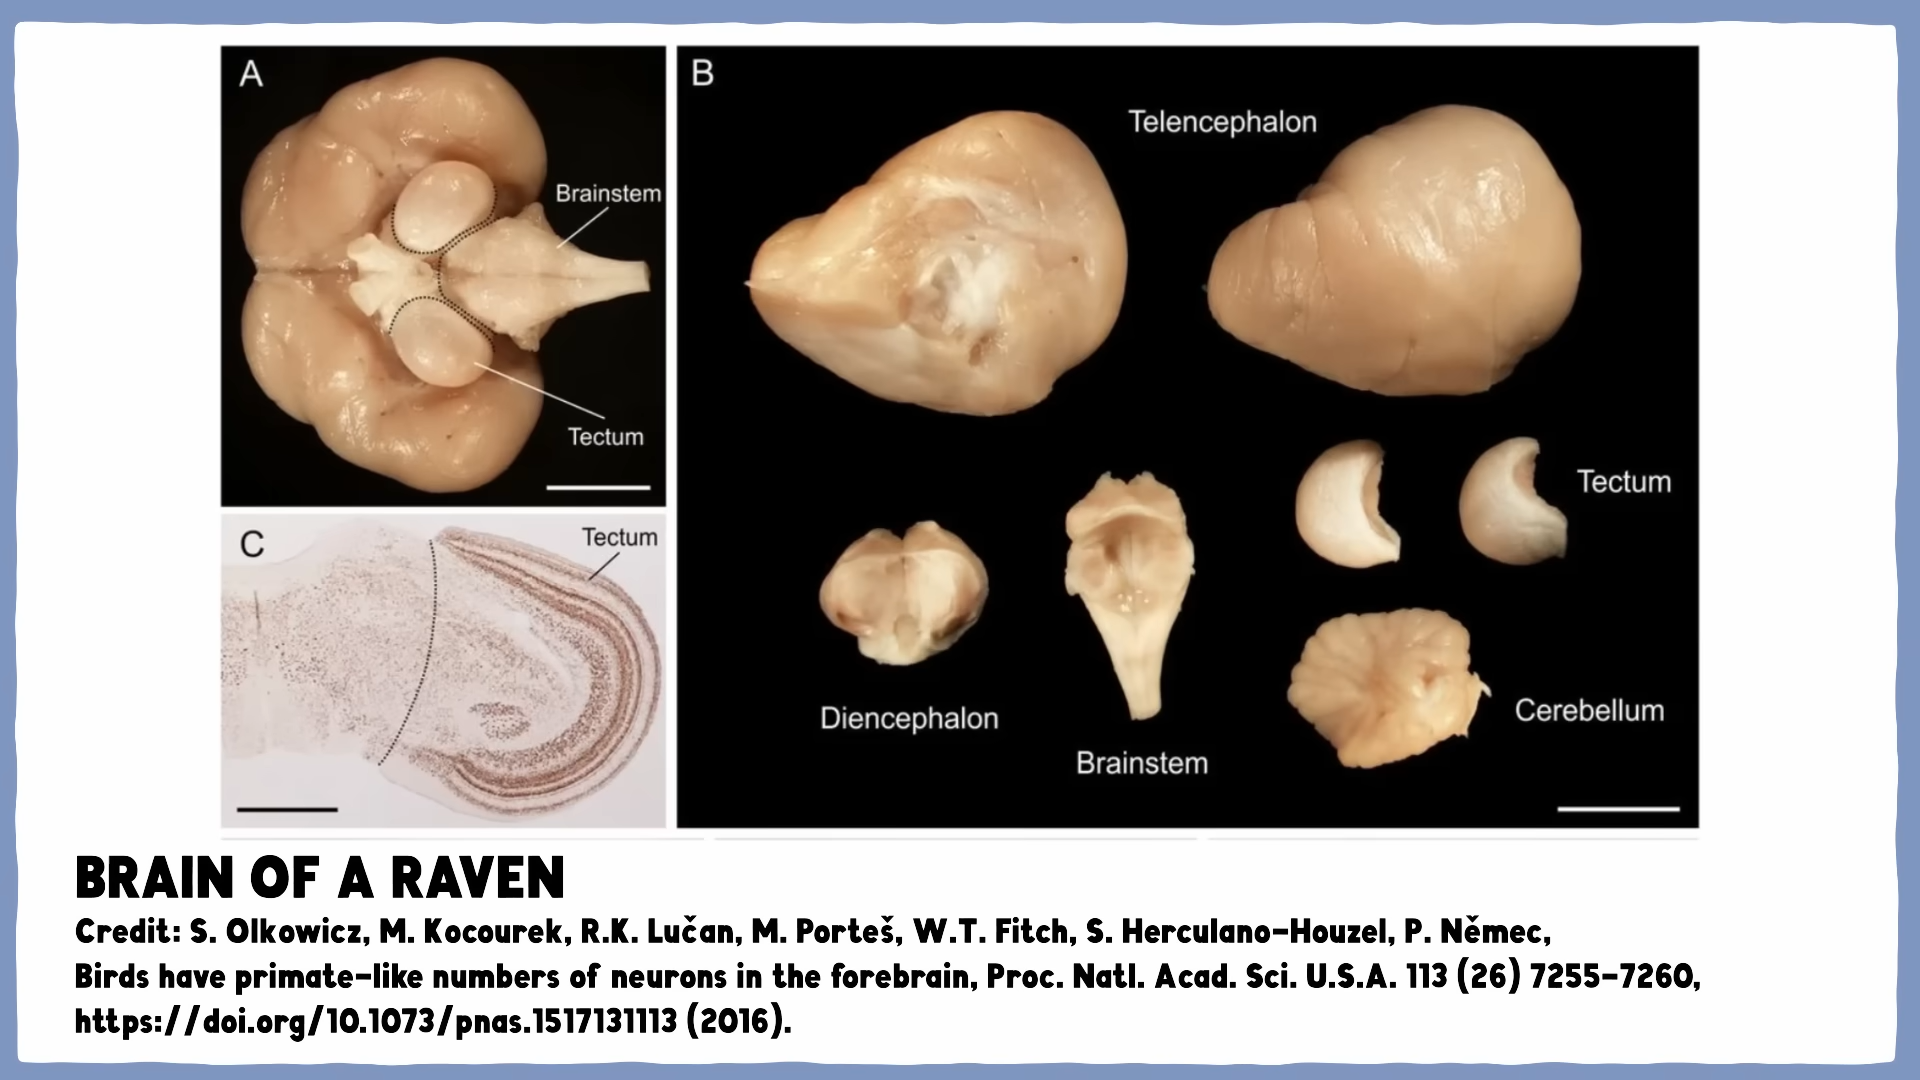 A
Brainstem
Tectum
B
Telencephalon
Tectum
Diencephalon
Brainstem
Cerebellum
C
Tectum
BRAIN OF A RAVEN
Credit: S. Olkowicz, M. Kocourek, R.K. Lučan, M. Porteš, W.T. Fitch, S. Herculano-Houzel, P. Němec,
Birds have primate-like numbers of neurons in the forebrain, Proc. Natl. Acad. Sci. U.S.A. 113 (26) 7255-7260,
https://doi.org/10.1073/pnas.1517131113 (2016).